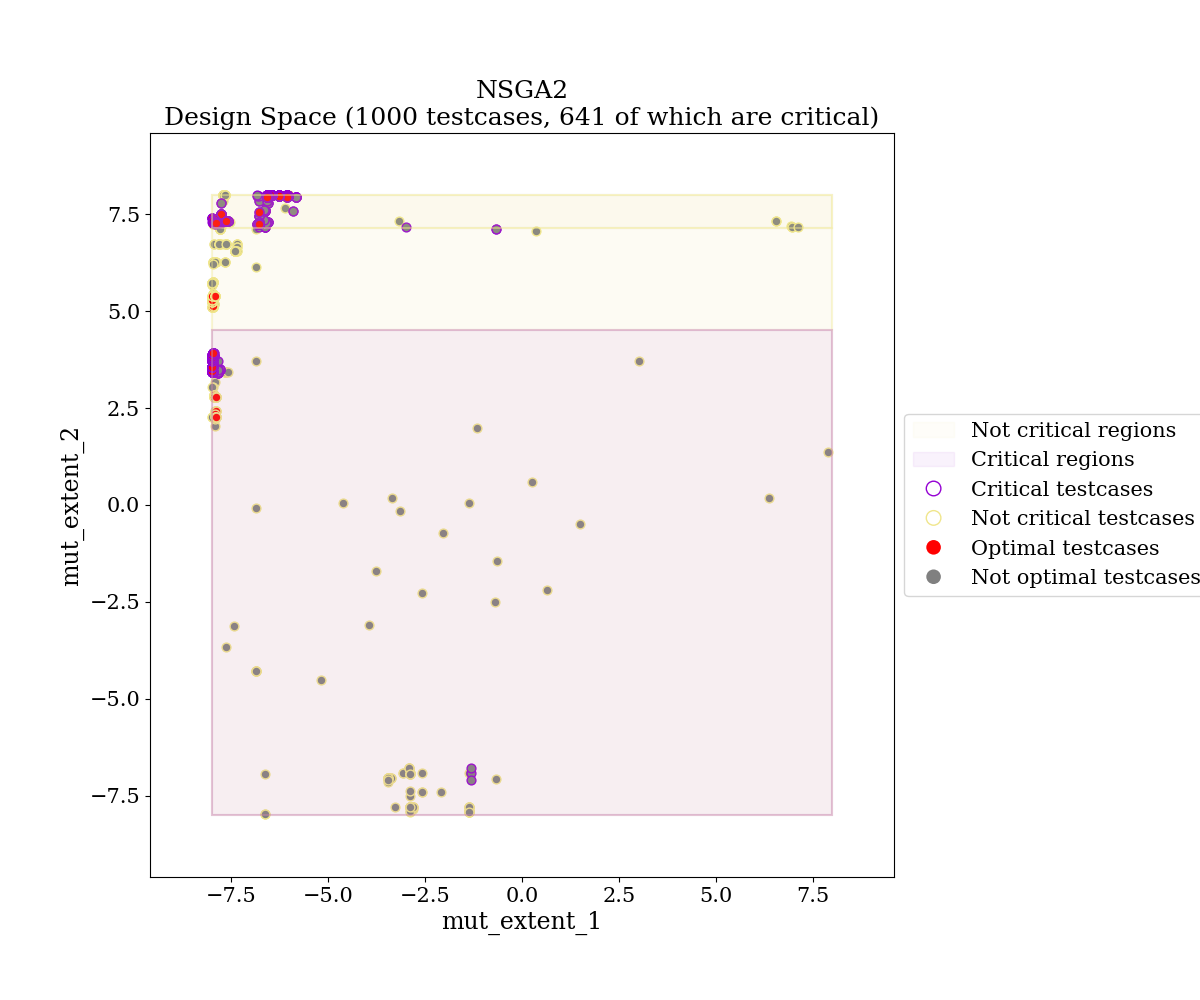 NSGA2
Design Space (1000 testcases, 641 of which are critical)
7.5
5.0
2.5
0.0
−2.5
−5.0
−7.5
mut_extent_2
−7.5
−5.0
−2.5
0.0
2.5
5.0
7.5
mut_extent_1
Not critical regions
Critical regions
Critical testcases
Not critical testcases
Optimal testcases
Not optimal testcases